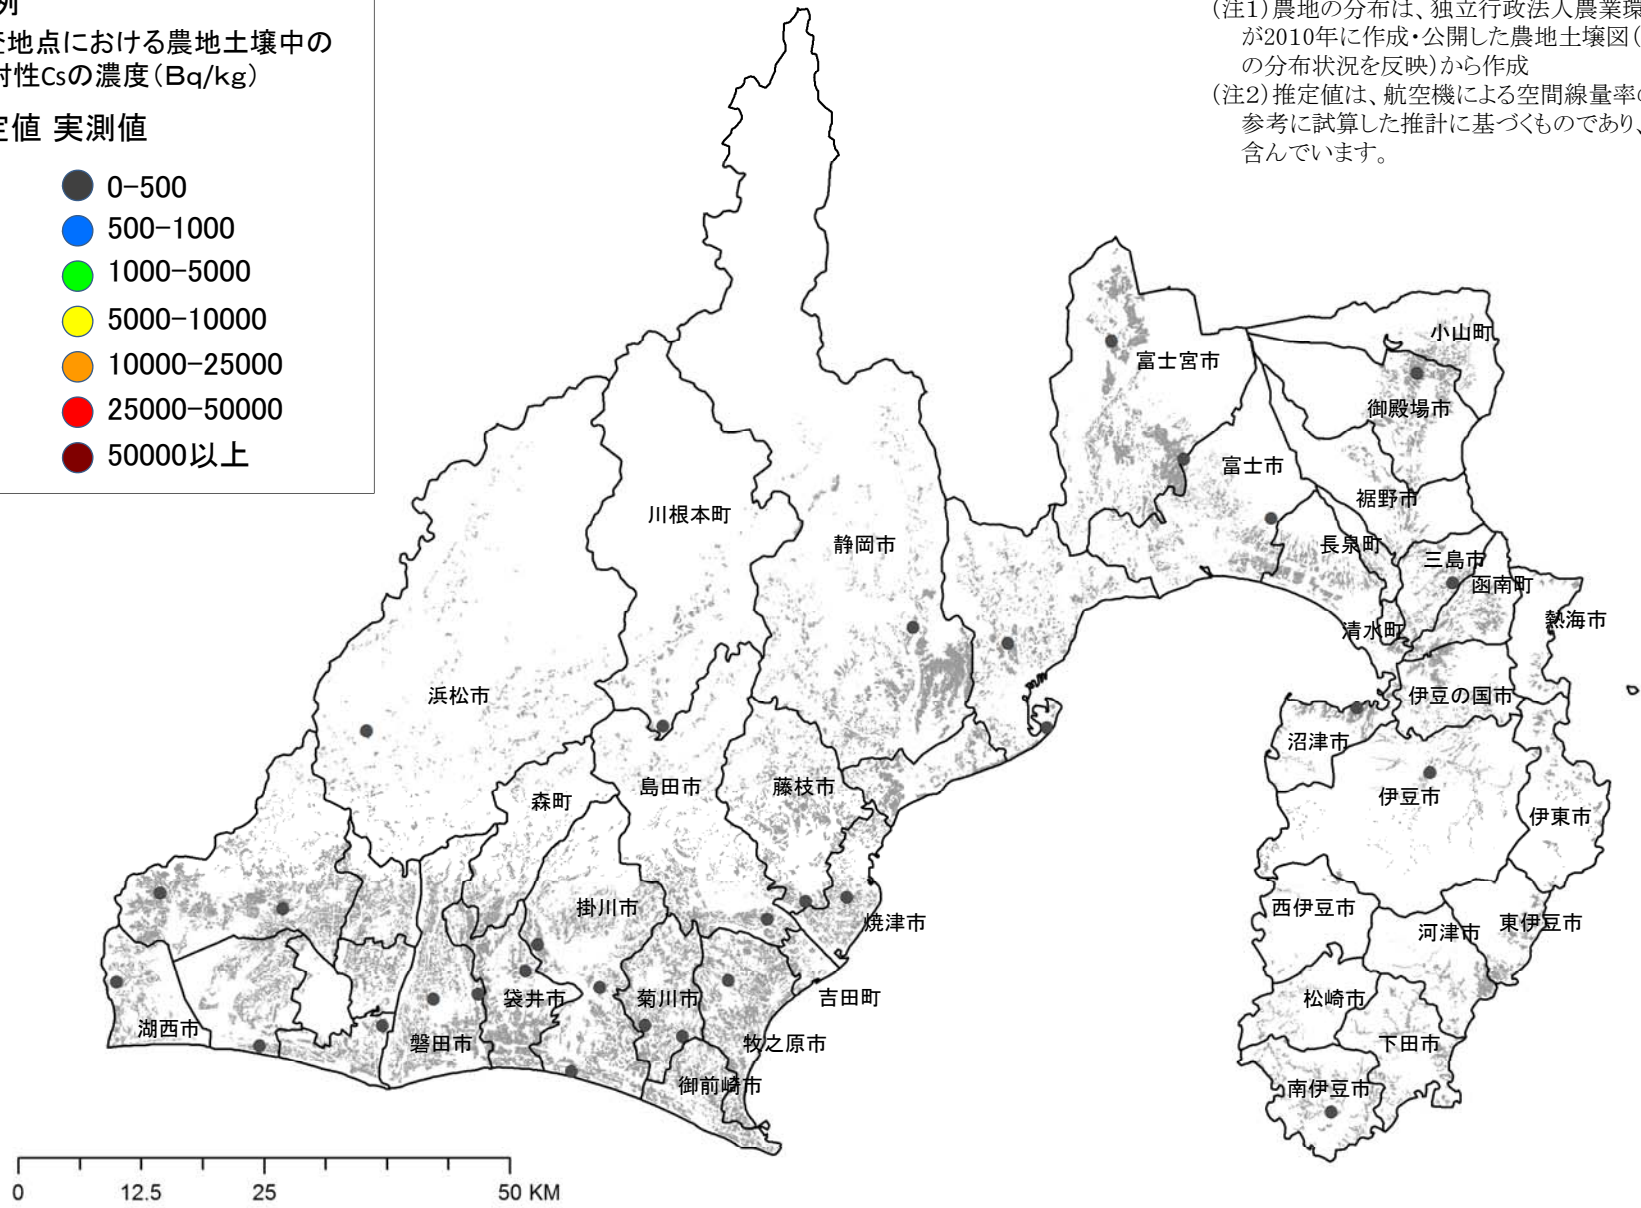 例
査地点における農地土壌中の
射性Csの濃度(Bq/kg)
定値 実測値
0-500
500-1000
1000-5000
5000-10000
10000-25000
25000-50000
50000以上
(注1)農地の分布は、独立行政法人農業環
が2010年に作成・公開した農地土壌図(
の分布状況を反映)から作成
(注2)推定値は、航空機による空間線量率の
参考に試算した推計に基づくものであり、
含んでいます。
小山町
富士宮市
御殿場市
富士市
裾野市
川根本町
静岡市
長泉町
三島市
函南町
熱海市
清水町
浜松市
伊豆の国市
沼津市
島田市
藤枝市
森町
伊豆市
伊東市
掛川市
焼津市
西伊豆市
河津市
東伊豆市
袋井市
菊川市
吉田町
松崎市
湖西市
磐田市
牧之原市
下田市
御前崎市
南伊豆市
0 12.5 25 50 KM